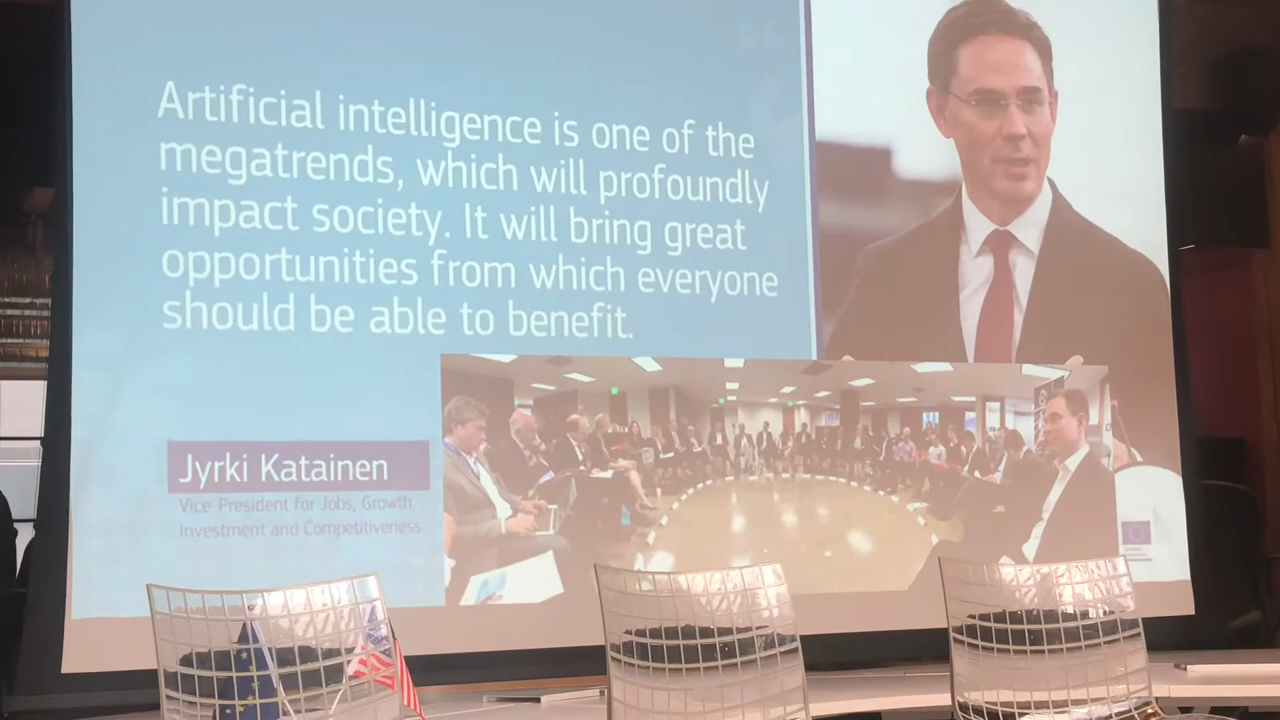 Artificial intelligence is one of the
megatrends, which will profoundly
impact society. It will bring great
opportunities from which everyone
should be able to benefit.
Jyrki Katainen
Vice President for Jobs, Growth,
Investment and Competitiveness